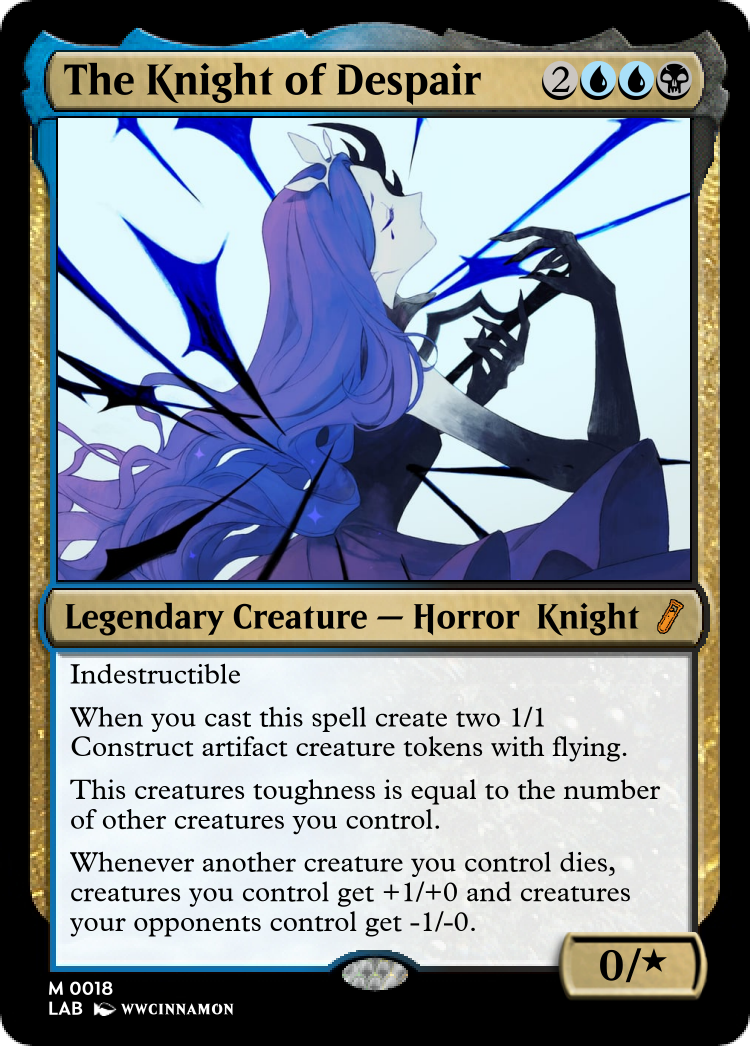 The Knight of Despair 2
Legendary Creature — Horror Knight
Indestructible
When you cast this spell create two 1/1
Construct artifact creature tokens with flying.
This creatures toughness is equal to the number
of other creatures you control.
Whenever another creature you control dies,
creatures you control get +1/+0 and creatures
your opponents control get -1/-0.
0/★
M 0018
LAB WWCINNAMON